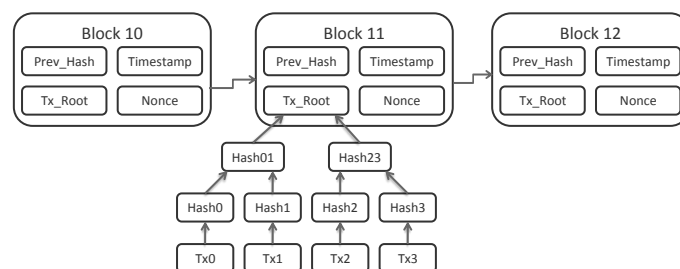 Block 10
Block 11
Block 12
Prev_Hash
Timestamp
Prev_Hash
Timestamp
Prev_Hash
Timestamp
Tx_Root
Nonce
Tx_Root
Nonce
Tx_Root
Nonce
Hash01
Hash23
Hash0
Hash1
Hash2
Hash3
Tx0
Tx1
Tx2
Tx3